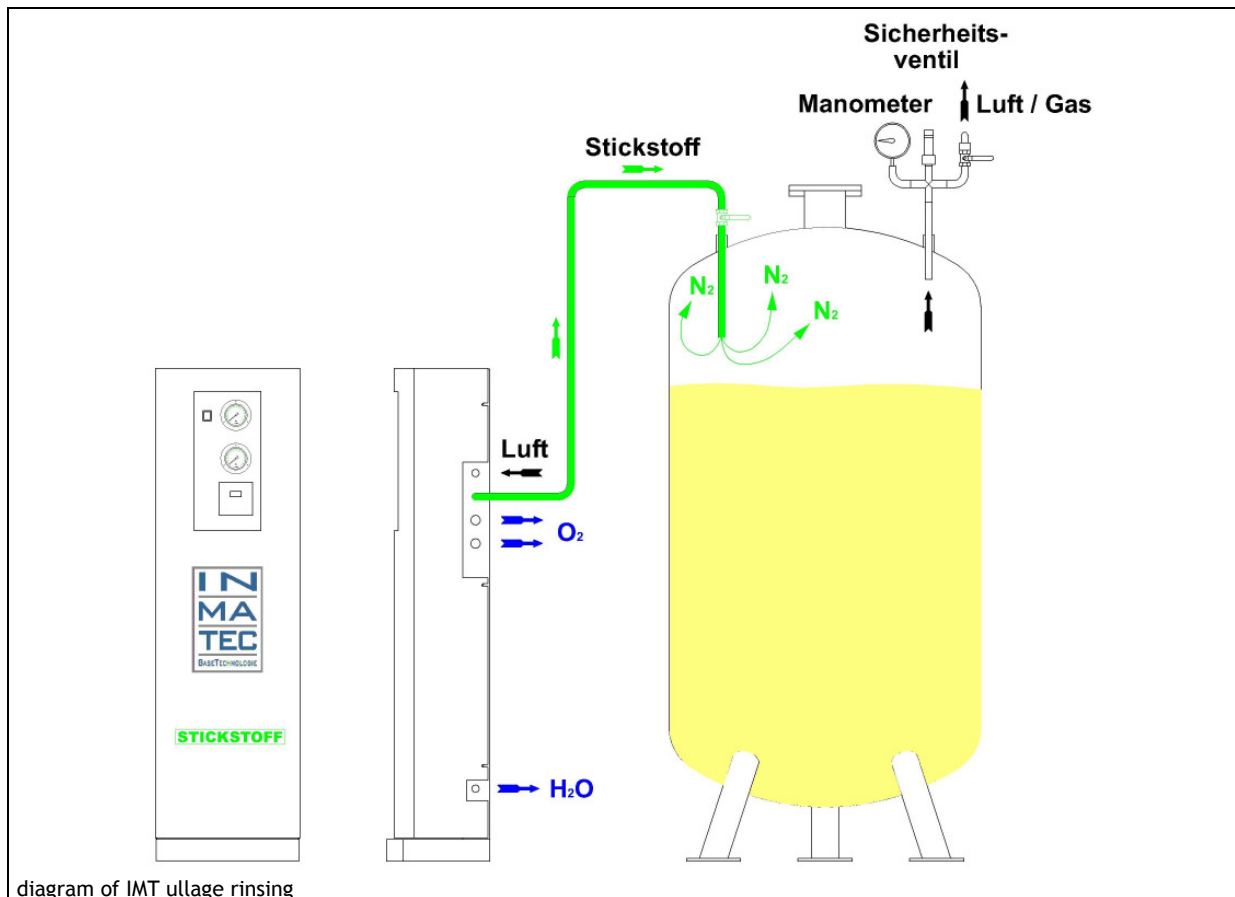 Sicherheits-
ventil
Manometer
Luft / Gas
Stickstoff
N₂
N₂
N₂
Luft
O₂
IN
MA
TEC
GASETECHNOLOGIE
STICKSTOFF
H₂O
diagram of IMT ullage rinsing